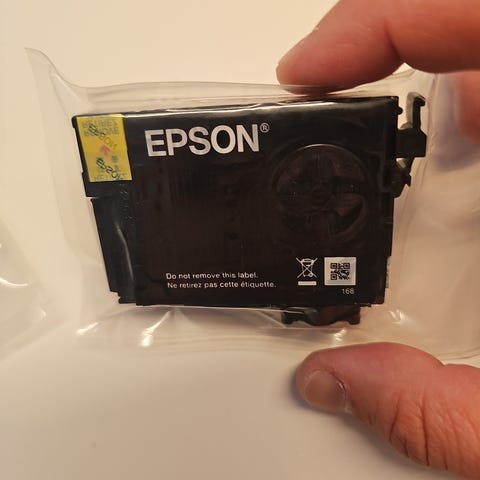 EPSON®
Do not remove this label.
Ne retirez pas cette étiquette.
168